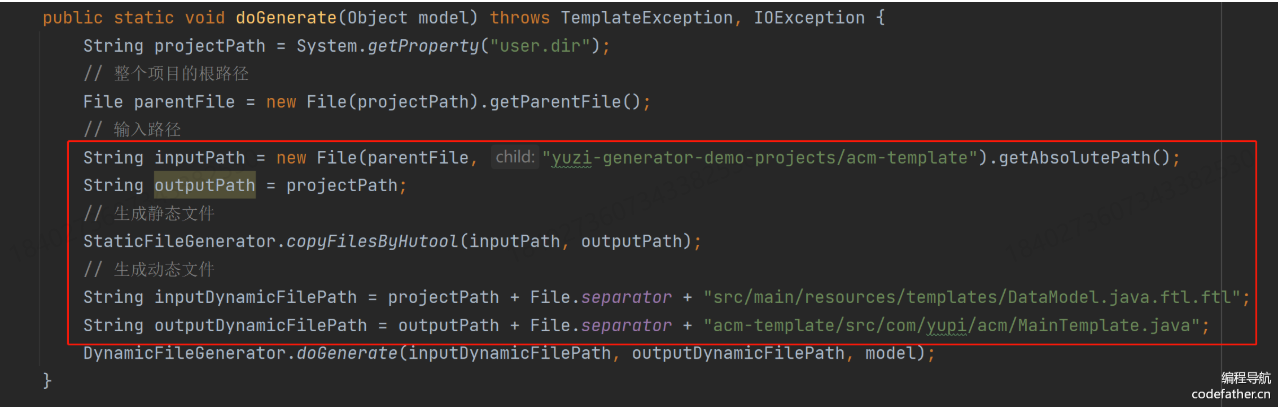 public static void doGenerate(Object model) throws TemplateException, IOException {
String projectPath = System.getProperty("user.dir");
// 整个项目的根路径
File parentFile = new File(projectPath).getParentFile();
// 输入路径
String inputPath = new File(parentFile, child: "yuzi-generator-demo-projects/acm-template").getAbsolutePath();
String outputPath = projectPath;
// 生成静态文件
StaticFileGenerator.copyFilesByHutool(inputPath, outputPath);
// 生成动态文件
String inputDynamicFilePath = projectPath + File.separator + "src/main/resources/templates/DataModel.java.ftl.ftl";
String outputDynamicFilePath = outputPath + File.separator + "acm-template/src/com/yupi/acm/MainTemplate.java";
DynamicFileGenerator.doGenerate(inputDynamicFilePath, outputDynamicFilePath, model);
}
编程导航
codefather.cn